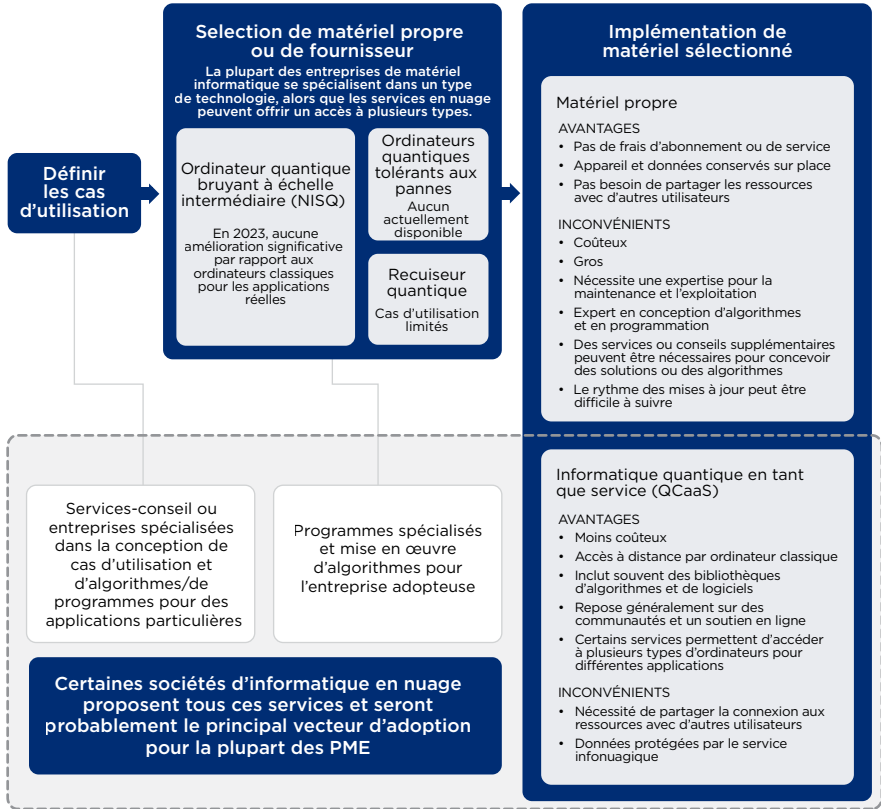 Définir
les cas
d'utilisation
Selection de matériel propre
ou de fournisseur
La plupart des entreprises de matériel
informatique se spécialisent dans un type
de technologie, alors que les services en nuage
peuvent offrir un accès à plusieurs types.
Ordinateur quantique
bruyant à échelle
intermédiaire (NISQ)
En 2023, aucune
amélioration significative
par rapport aux
ordinateurs classiques
pour les applications
réelles
Ordinateurs
quantiques
tolérants aux
pannes
Aucun
actuellement
disponible
Recuiseur
quantique
Cas d'utilisation
limités
Implémentation de
matériel sélectionné
Matériel propre
AVANTAGES
• Pas de frais d'abonnement ou de service
• Appareil et données conservés sur place
• Pas besoin de partager les ressources
avec d'autres utilisateurs
INCONVÉNIENTS
• Coûteux
• Gros
• Nécessite une expertise pour la
maintenance et l'exploitation
• Expert en conception d'algorithmes
et en programmation
• Des services ou conseils supplémentaires
peuvent être nécessaires pour concevoir
des solutions ou des algorithmes
• Le rythme des mises à jour peut être
difficile à suivre
Services-conseil ou
entreprises spécialisées
dans la conception de
cas d'utilisation et
d'algorithmes/de
programmes pour des
applications particulières
Programmes spécialisés
et mise en œuvre
d'algorithmes pour
l'entreprise adopteuse
Certaines sociétés d'informatique en nuage
proposent tous ces services et seront
probablement le principal vecteur d'adoption
pour la plupart des PME
Informatique quantique en tant
que service (QCaaS)
AVANTAGES
• Moins coûteux
• Accès à distance par ordinateur classique
• Inclut souvent des bibliothèques
d'algorithmes et de logiciels
• Repose généralement sur des
communautés et un soutien en ligne
• Certains services permettent d'accéder
à plusieurs types d'ordinateurs pour
différentes applications
INCONVÉNIENTS
• Nécessité de partager la connexion aux
ressources avec d'autres utilisateurs
• Données protégées par le service
infonuagique